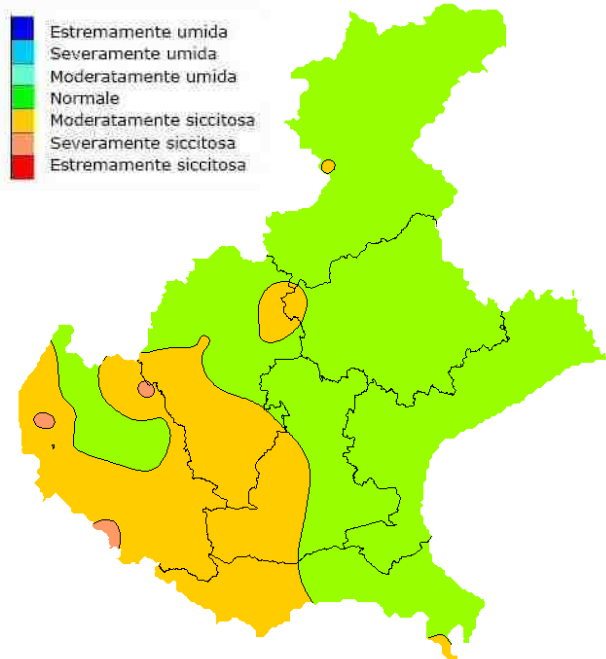 Estremamente umida
Severamente umida
Moderatamente umida
Normale
Moderatamente siccitosa
Severamente siccitosa
Estremamente siccitosa